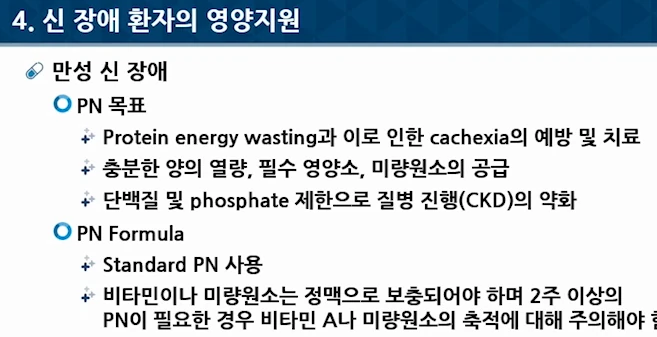 4. 신 장애 환자의 영양지원
만성 신 장애
PN 목표
Protein energy wasting과 이로 인한 cachexia의 예방 및 치료
충분한 양의 열량, 필수 영양소, 미량원소의 공급
단백질 및 phosphate 제한으로 질병 진행(CKD)의 약화
PN Formula
Standard PN 사용
비타민이나 미량원소는 정맥으로 보충되어야 하며 2주 이상의
PN이 필요한 경우 비타민 A나 미량원소의 축적에 대해 주의해야